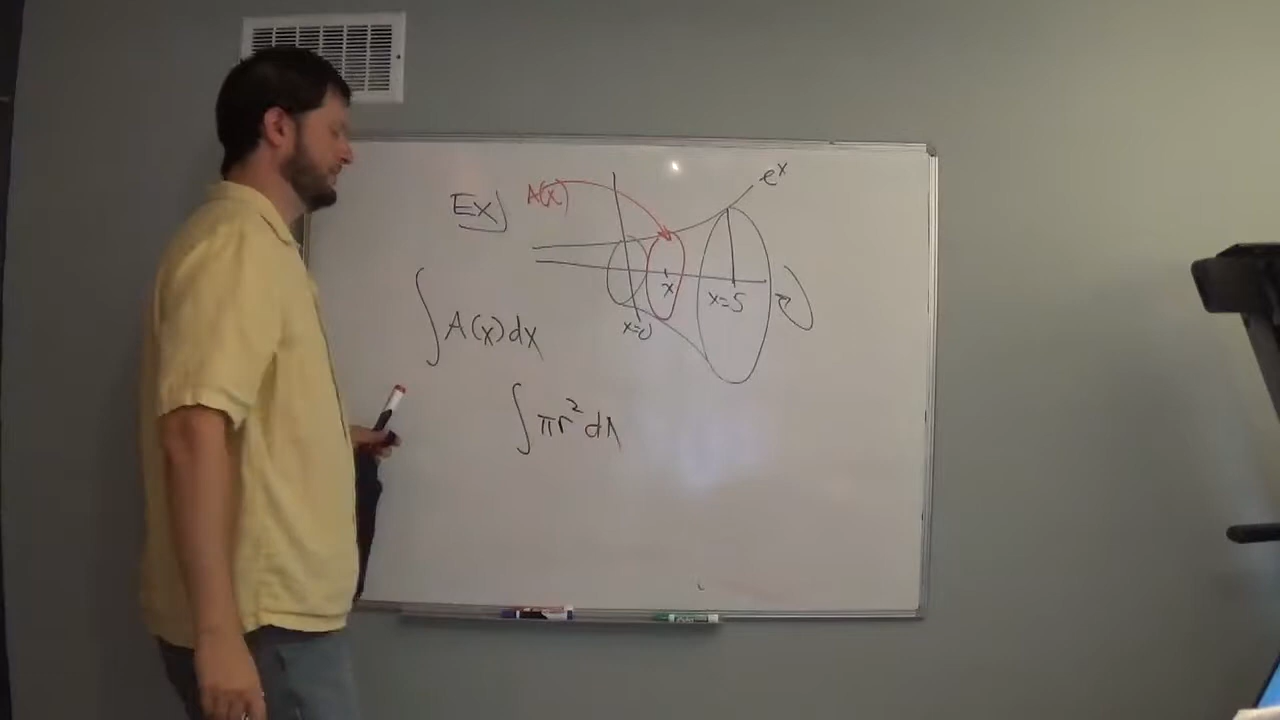 Ex) A(x) e^x
x x=5
x=0
∫A(x)dx
∫πr²dx